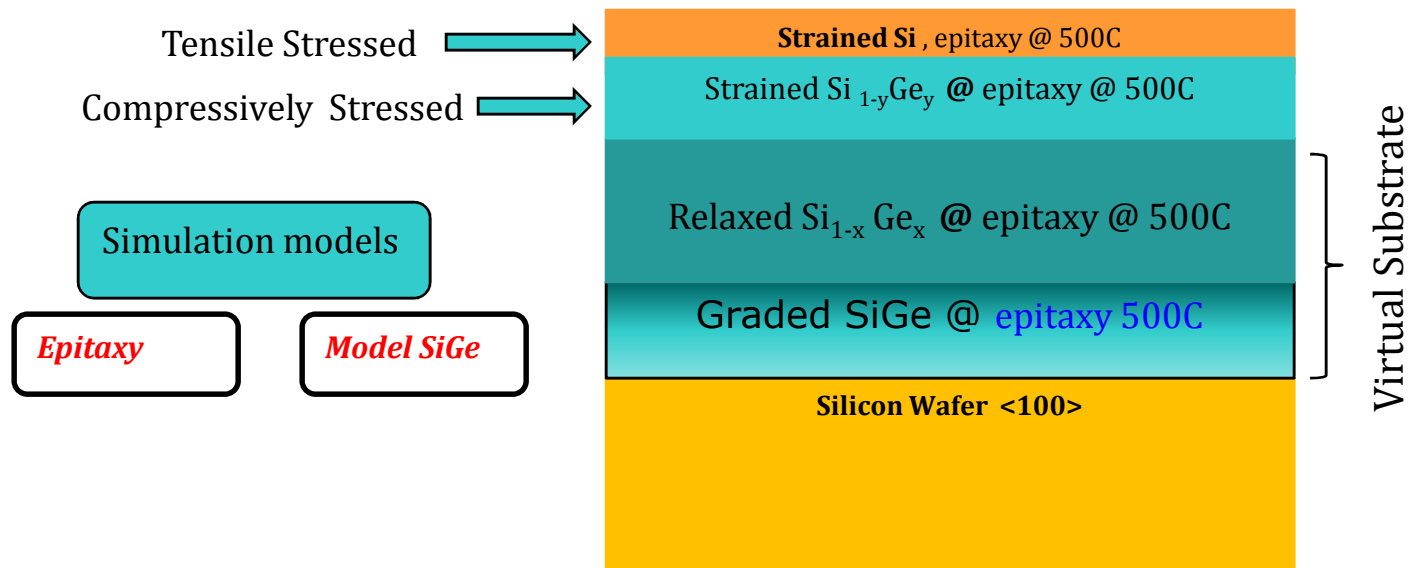 Tensile Stressed
Compressively Stressed
Simulation models
Epitaxy
Model SiGe
Strained Si , epitaxy @ 500C
Strained Si 1-yGey @ epitaxy @ 500C
Relaxed Si1-x Gex @ epitaxy @ 500C
Graded SiGe @ epitaxy 500C
Silicon Wafer <100>
Virtual Substrate